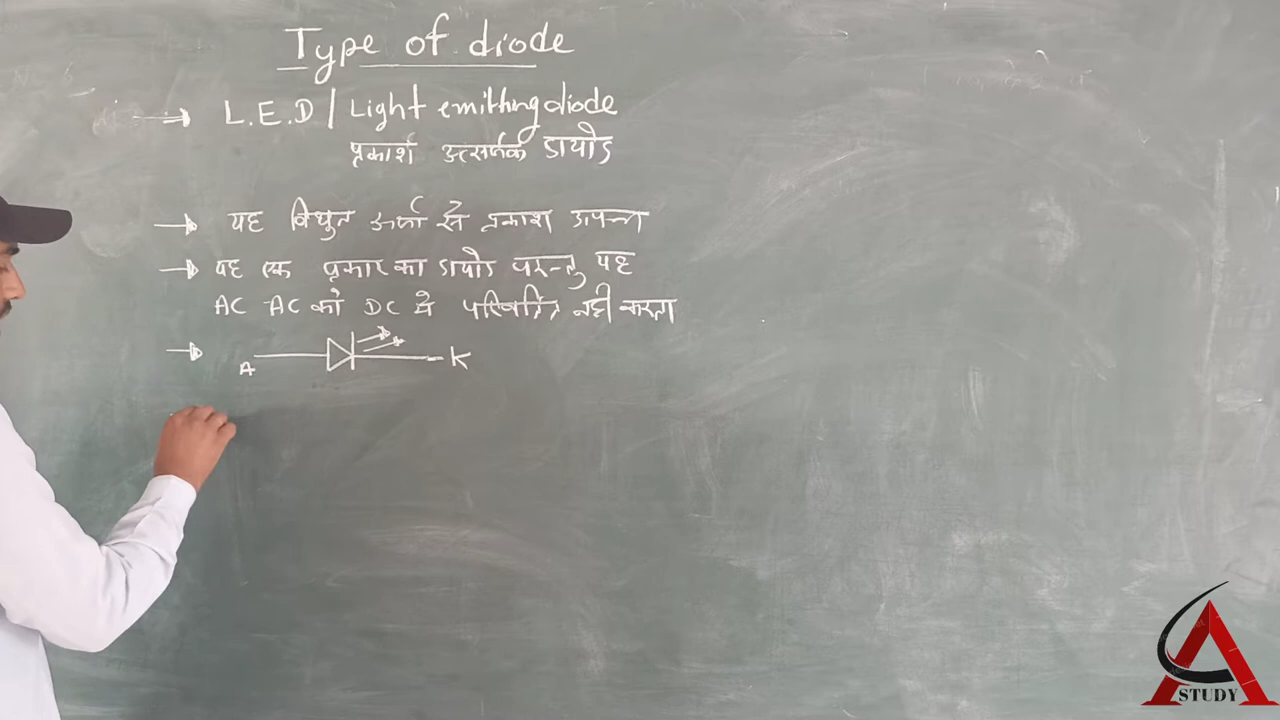 Type of diode
L.E.D / Light emitting diode
प्रकाश उत्सर्जक डायोड
यह विधुत ऊर्जा से प्रकाश उत्पन्न
यह एक प्रकार का डायोड परन्तु यह
AC AC को DC मे परिवर्तित नही करता
A K
STUDY